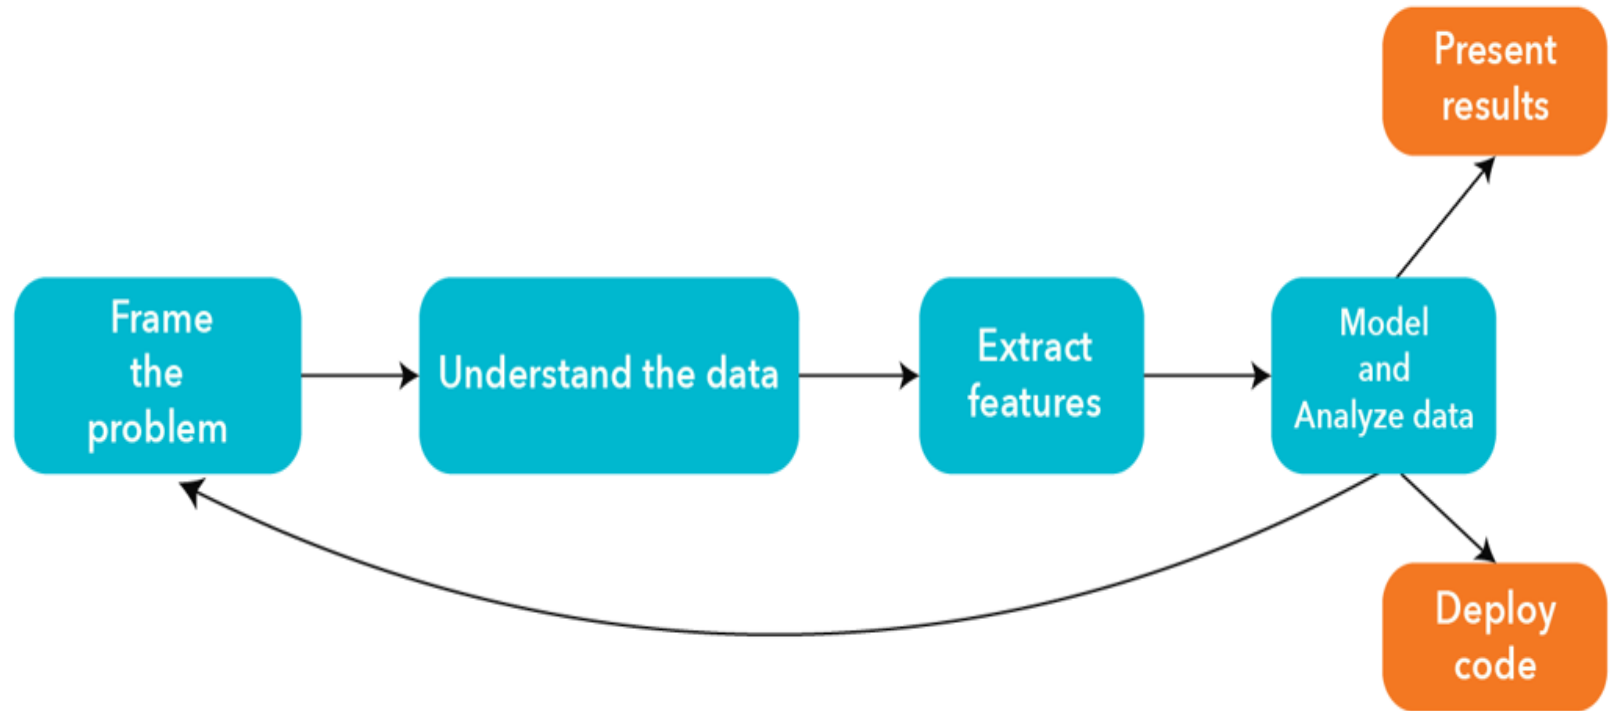 Present
results
Frame
the
problem
Understand the data
Extract
features
Model
and
Analyze data
Deploy
code